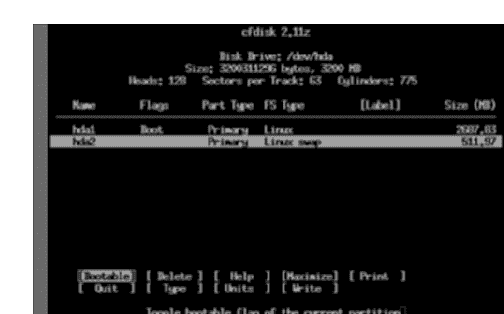 cfdisk 2.11z
Disk Drive: /dev/hda
Size: 3200311296 bytes, 3200 MB
Heads: 128 Sectors per Track: 63 Cylinders: 775
Name Flags Part Type FS Type [Label] Size (MB)
hda1 Boot Primary Linux 2687,83
hda2 Primary Linux swap 511,97
[Bootable] [ Delete ] [ Help ] [Maximize] [ Print ]
[ Quit ] [ Type ] [ Units ] [ Write ]
Toggle bootable flag of the current partition